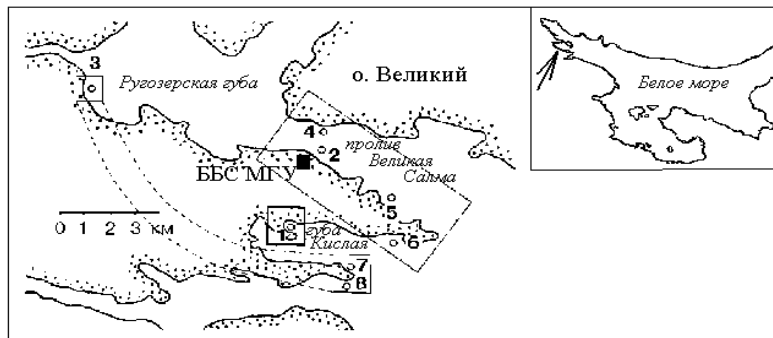 3
Ругозерская губа
о. Великий
4
пролив
2
Великая
ББС МГУ
Салма
5
0 1 2 3 км
1
губа
Кислая
6
7
8
Белое море